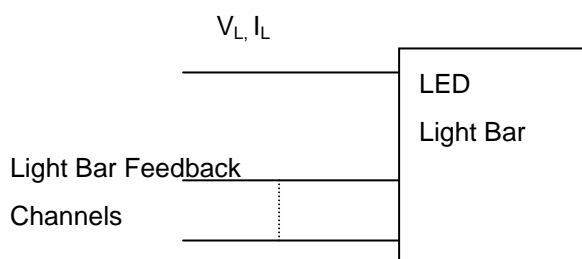 VL, IL
LED
Light Bar
Light Bar Feedback
Channels